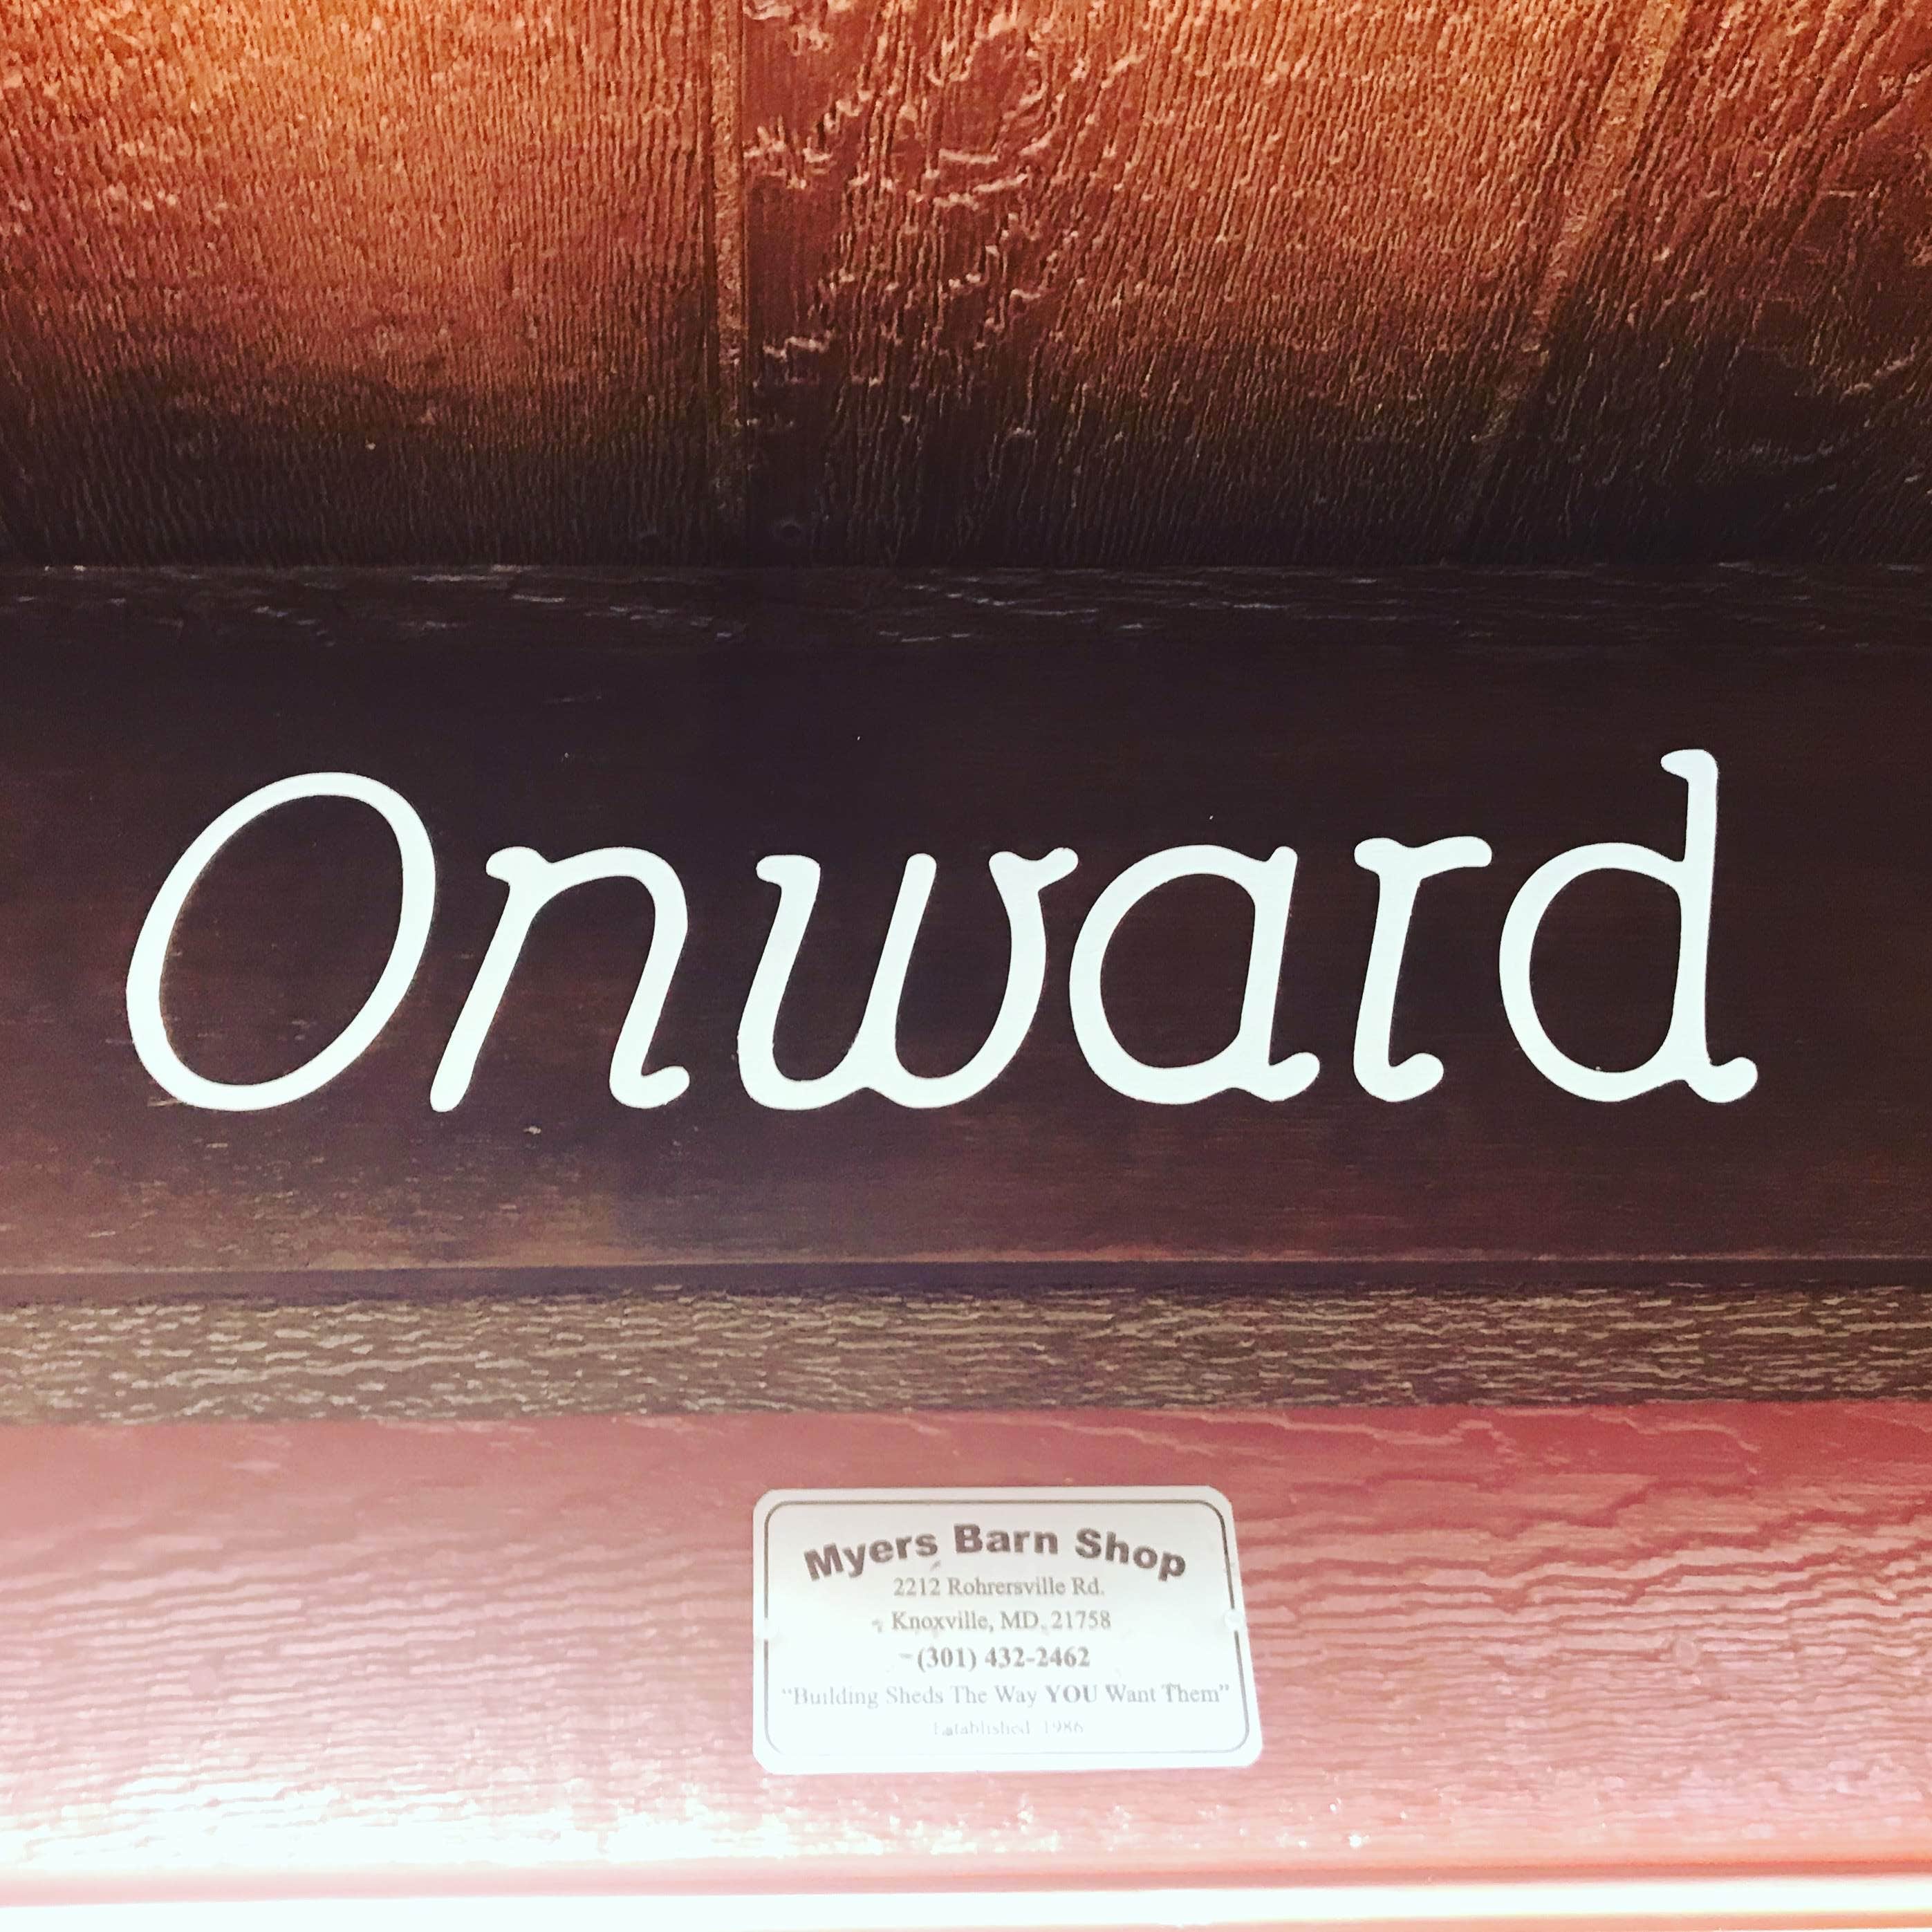 Onward
Myers Barn Shop
2212 Rohrersville Rd.
Knoxville, MD. 21758
(301) 432-2462
“Building Sheds The Way YOU Want Them”
Established 1986